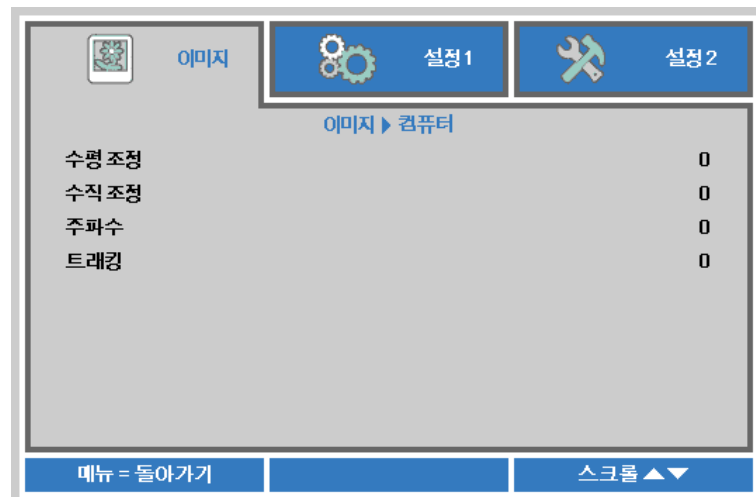 이미지 설정 1 설정 2
이미지 ▶ 컴퓨터
수평 조정 0
수직 조정 0
주파수 0
트래킹 0
메뉴 = 돌아가기 스크롤 ▲▼